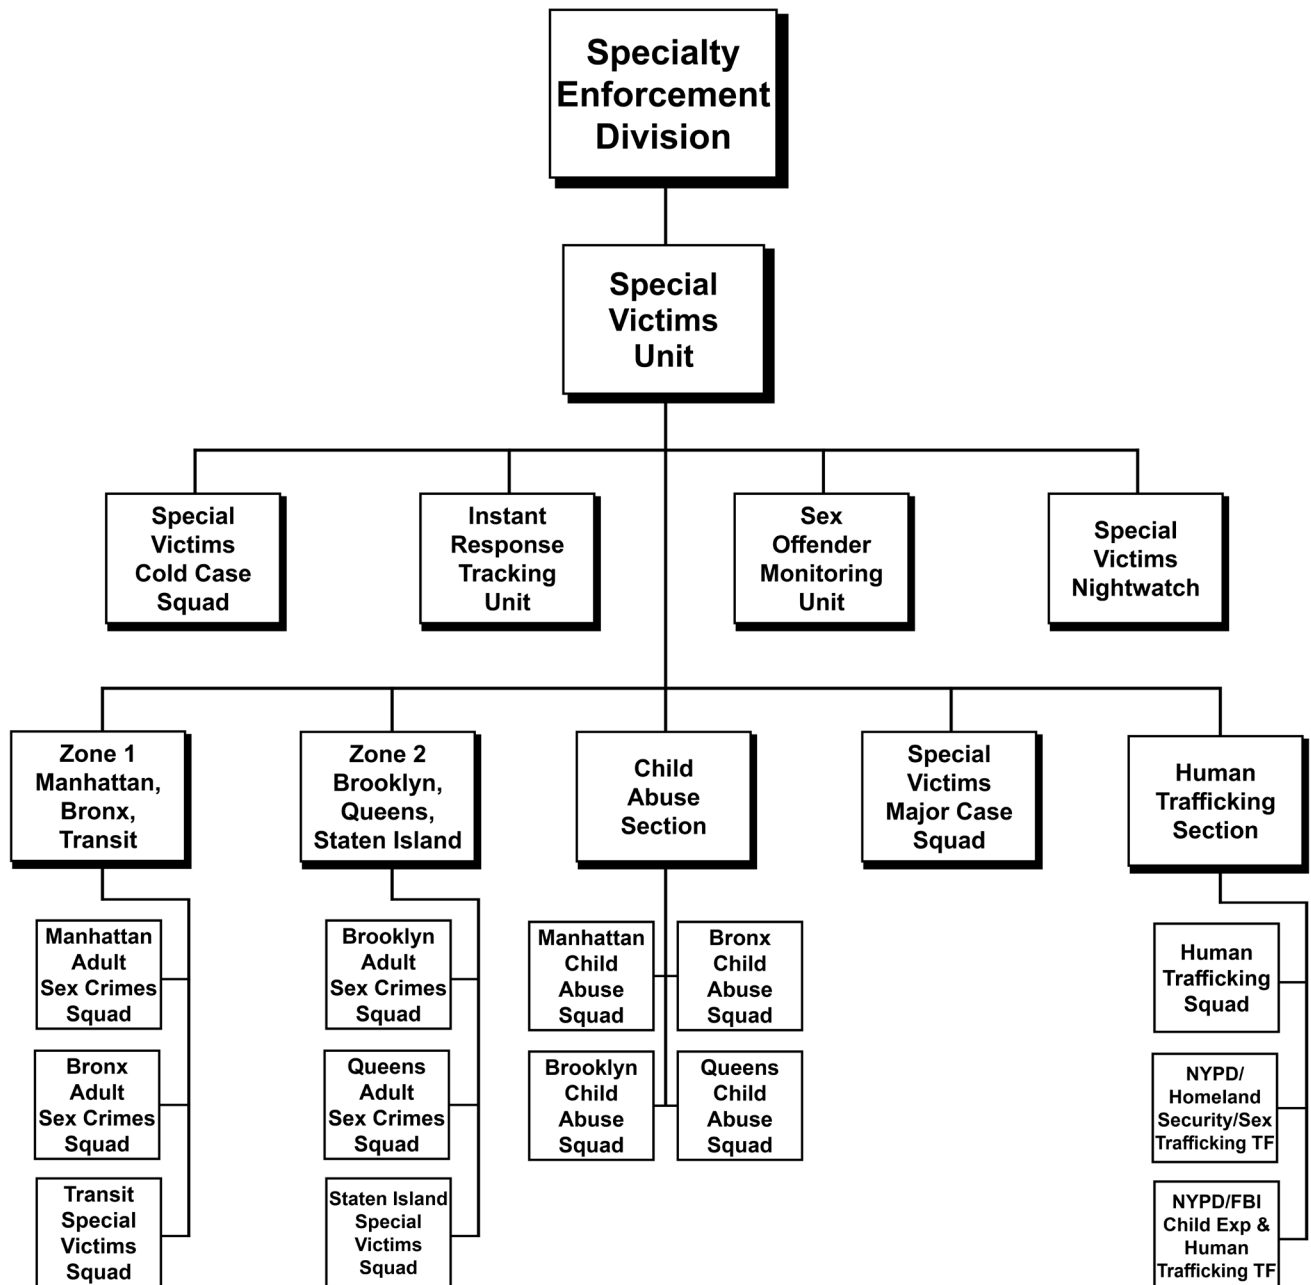 Specialty
Enforcement
Division
Special
Victims
Unit
Special
Victims
Cold Case
Squad
Instant
Response
Tracking
Unit
Sex
Offender
Monitoring
Unit
Special
Victims
Nightwatch
Zone 1
Manhattan,
Bronx,
Transit
Zone 2
Brooklyn,
Queens,
Staten Island
Child
Abuse
Section
Special
Victims
Major Case
Squad
Human
Trafficking
Section
Manhattan
Adult
Sex Crimes
Squad
Bronx
Adult
Sex Crimes
Squad
Transit
Special
Victims
Squad
Brooklyn
Adult
Sex Crimes
Squad
Queens
Adult
Sex Crimes
Squad
Staten Island
Special
Victims
Squad
Manhattan
Child
Abuse
Squad
Bronx
Child
Abuse
Squad
Brooklyn
Child
Abuse
Squad
Queens
Child
Abuse
Squad
Human
Trafficking
Squad
NYPD/
Homeland
Security/Sex
Trafficking TF
NYPD/FBI
Child Exp &
Human
Trafficking TF